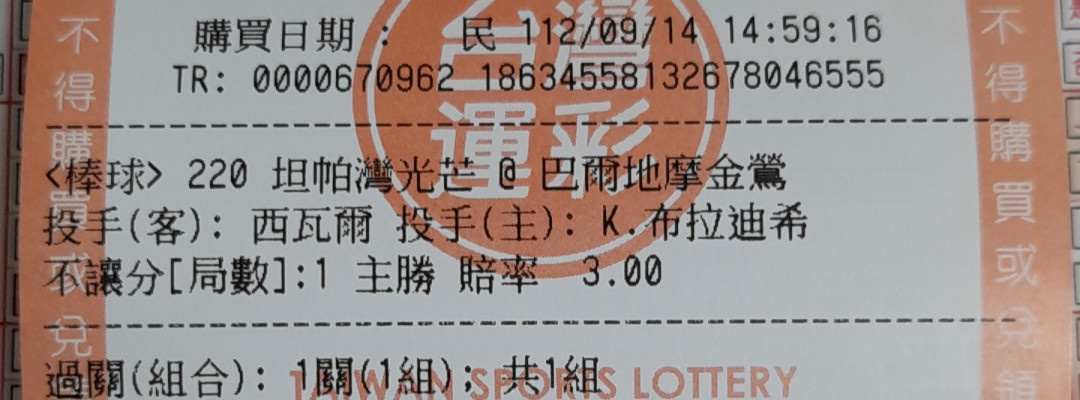 購買日期: 民 112/09/14 14:59:16
TR: 0000670962 18634558132678046555
<棒球> 220 坦帕灣光芒 @ 巴爾地摩金鶯
投手(客): 西瓦爾 投手(主): K.布拉迪希
不讓分[局數]:1 主勝 賠率 3.00
過關(組合): 1關(1組); 共1組
台灣運彩
TAIWAN SPORTS LOTTERY
不得購買或兌
不得購買或兌領